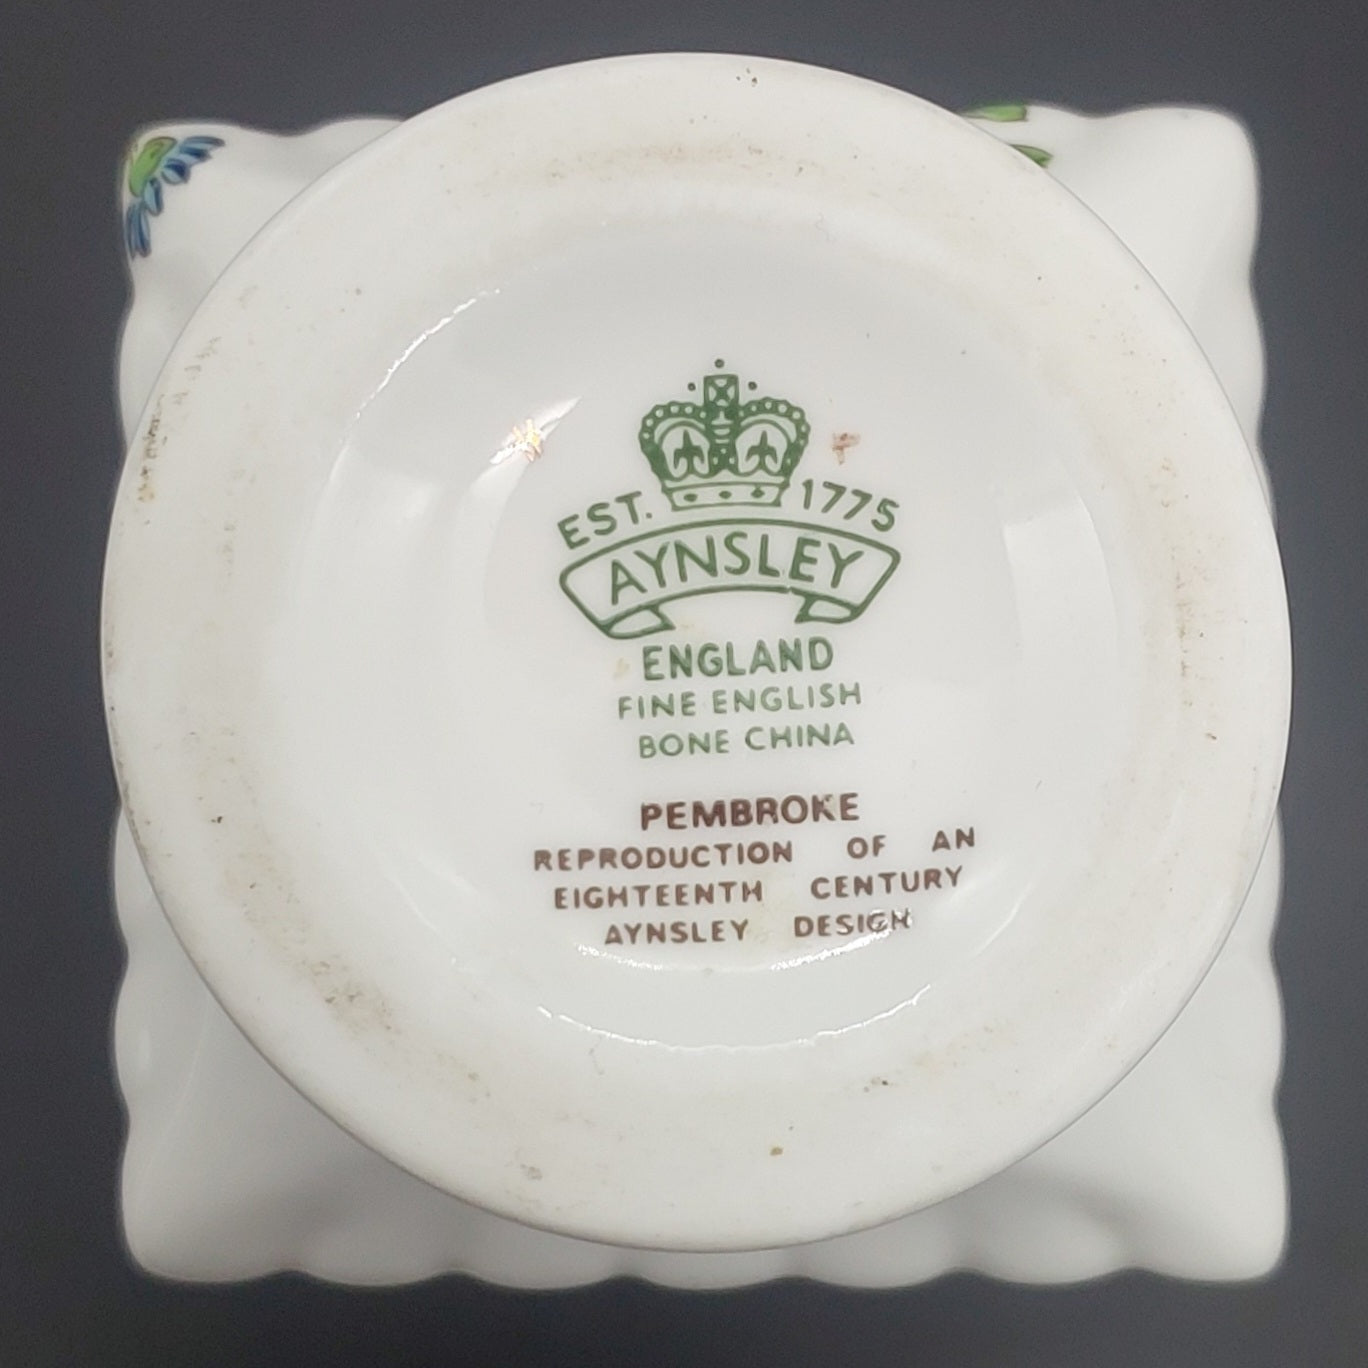 EST. 1775
AYNSLEY
ENGLAND
FINE ENGLISH
BONE CHINA
PEMBROKE
REPRODUCTION OF AN
EIGHTEENTH CENTURY
AYNSLEY DESIGN